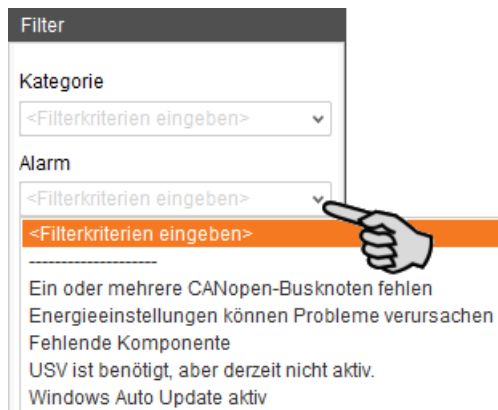 Filter
Kategorie
<Filterkriterien eingeben>
Alarm
<Filterkriterien eingeben>
<Filterkriterien eingeben>
--------------------
Ein oder mehrere CANopen-Busknoten fehlen
Energieeinstellungen können Probleme verursachen
Fehlende Komponente
USV ist benötigt, aber derzeit nicht aktiv.
Windows Auto Update aktiv